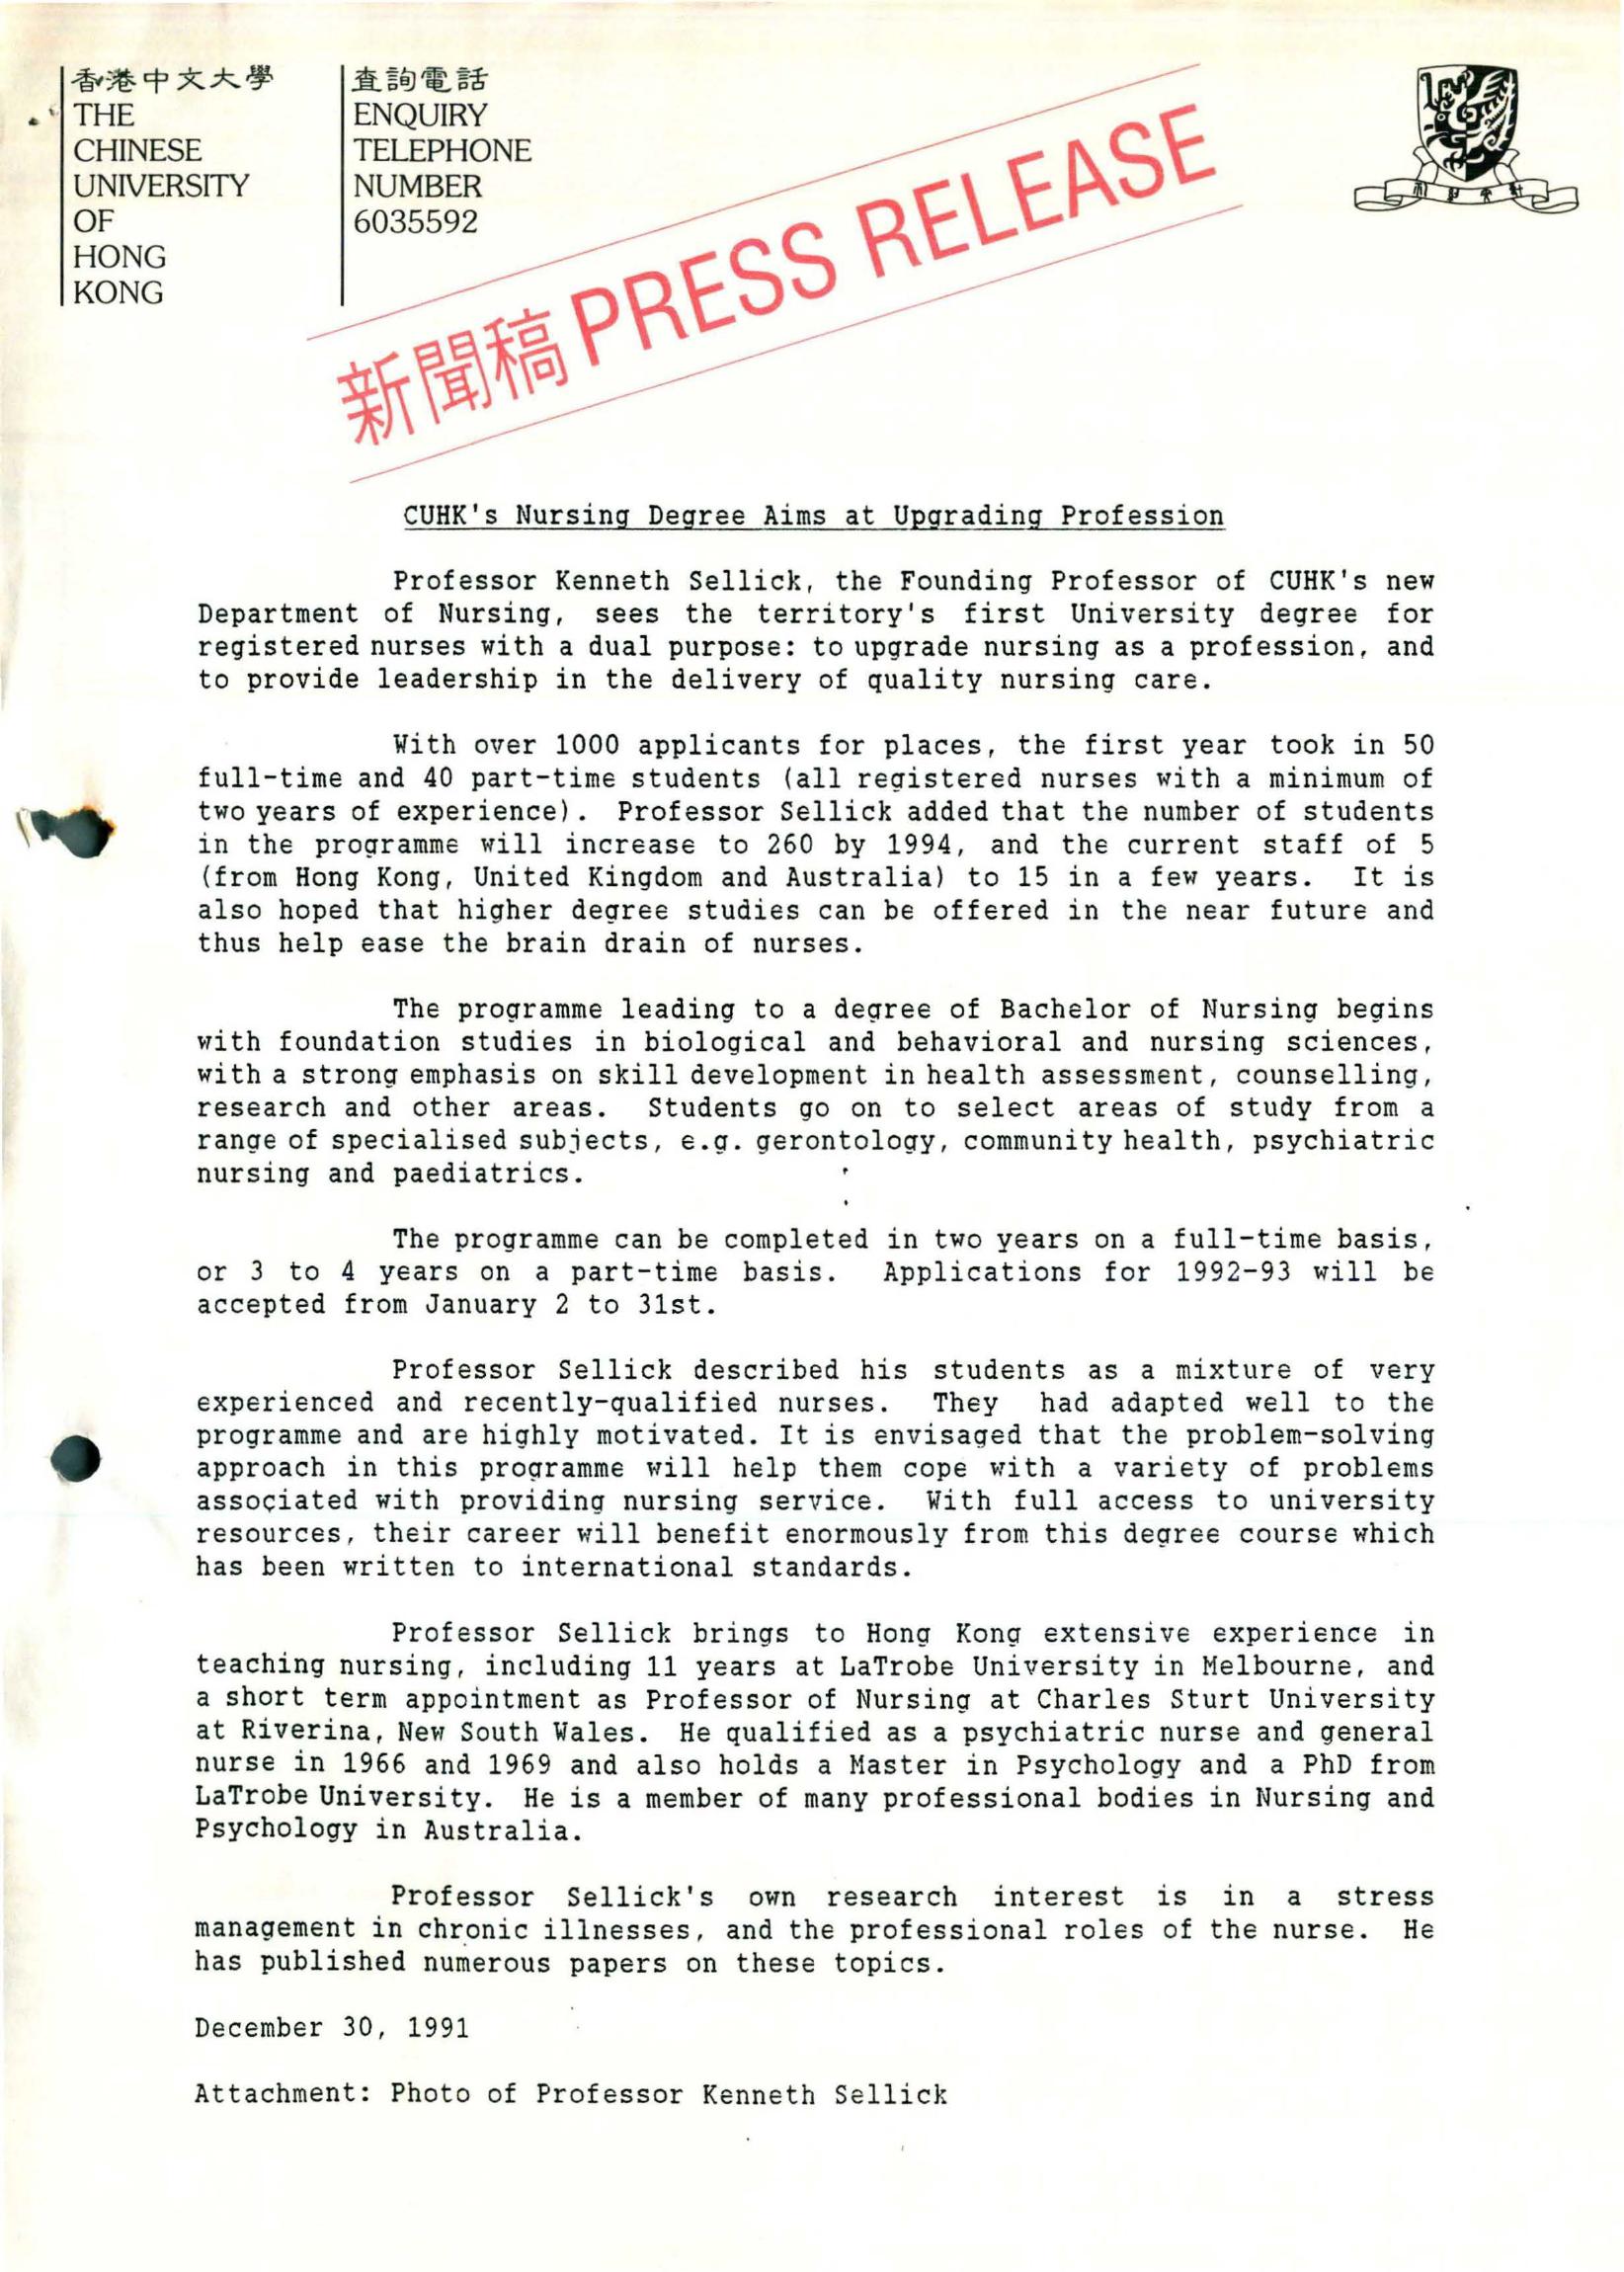 香港中文大學
THE
CHINESE
UNIVERSITY
OF
HONG
KONG
查詢電話
ENQUIRY
TELEPHONE
NUMBER
6035592
新聞稿 PRESS RELEASE
CUHK's Nursing Degree Aims at Upgrading Profession
Professor Kenneth Sellick, the Founding Professor of CUHK's new
Department of Nursing, sees the territory's first University degree for
registered nurses with a dual purpose: to upgrade nursing as a profession, and
to provide leadership in the delivery of quality nursing care.
With over 1000 applicants for places, the first year took in 50
full-time and 40 part-time students (all registered nurses with a minimum of
two years of experience). Professor Sellick added that the number of students
in the programme will increase to 260 by 1994, and the current staff of 5
(from Hong Kong, United Kingdom and Australia) to 15 in a few years. It is
also hoped that higher degree studies can be offered in the near future and
thus help ease the brain drain of nurses.
The programme leading to a degree of Bachelor of Nursing begins
with foundation studies in biological and behavioral and nursing sciences,
with a strong emphasis on skill development in health assessment, counselling,
research and other areas. Students go on to select areas of study from a
range of specialised subjects, e.g. gerontology, community health, psychiatric
nursing and paediatrics.
The programme can be completed in two years on a full-time basis,
or 3 to 4 years on a part-time basis. Applications for 1992-93 will be
accepted from January 2 to 31st.
Professor Sellick described his students as a mixture of very
experienced and recently-qualified nurses. They had adapted well to the
programme and are highly motivated. It is envisaged that the problem-solving
approach in this programme will help them cope with a variety of problems
associated with providing nursing service. With full access to university
resources, their career will benefit enormously from this degree course which
has been written to international standards.
Professor Sellick brings to Hong Kong extensive experience in
teaching nursing, including 11 years at LaTrobe University in Melbourne, and
a short term appointment as Professor of Nursing at Charles Sturt University
at Riverina, New South Wales. He qualified as a psychiatric nurse and general
nurse in 1966 and 1969 and also holds a Master in Psychology and a PhD from
LaTrobe University. He is a member of many professional bodies in Nursing and
Psychology in Australia.
Professor Sellick's own research interest is in a stress
management in chronic illnesses, and the professional roles of the nurse. He
has published numerous papers on these topics.
December 30, 1991
Attachment: Photo of Professor Kenneth Sellick